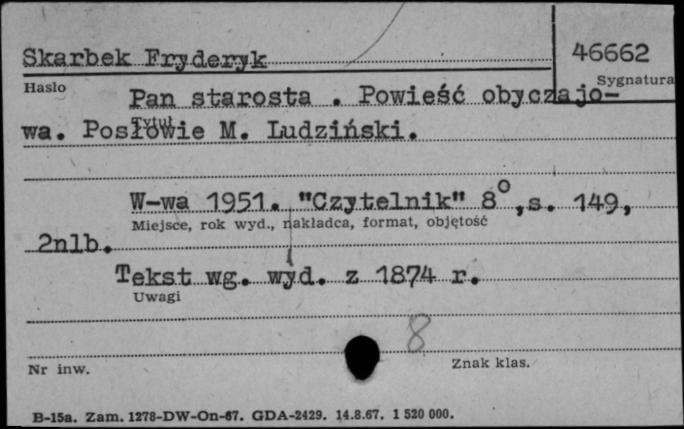 Skarbek Fryderyk
46662
Hasło
Sygnatura
Pan starosta . Powieść obyczajo-
Tytuł
wa. Posłowie M. Ludziński.
W-wa 1951. "Czytelnik" 8°,s. 149,
Miejsce, rok wyd., nakładca, format, objętość
2nlb.
Tekst wg. wyd. z 1874 r.
Uwagi
8
Nr inw.
Znak klas.
B-15a. Zam. 1278-DW-On-67. GDA-2429. 14.8.67. 1 520 000.